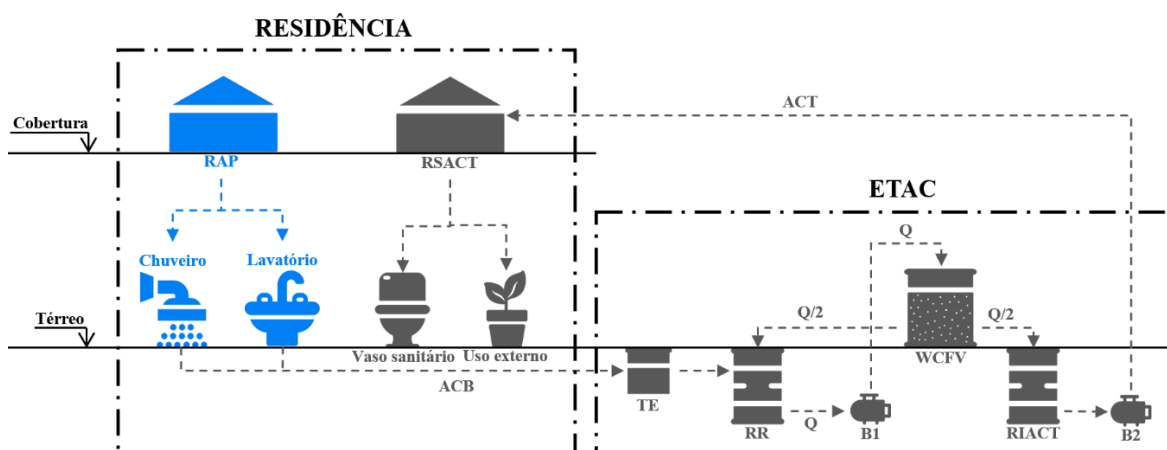 RESIDÊNCIA
ACT
Cobertura
RAP
RSACT
ETAC
Q
Chuveiro
Lavatório
Térreo
Q/2
Q/2
Vaso sanitário
Uso externo
WCFV
ACB
TE
RR
Q
B1
RIACT
B2